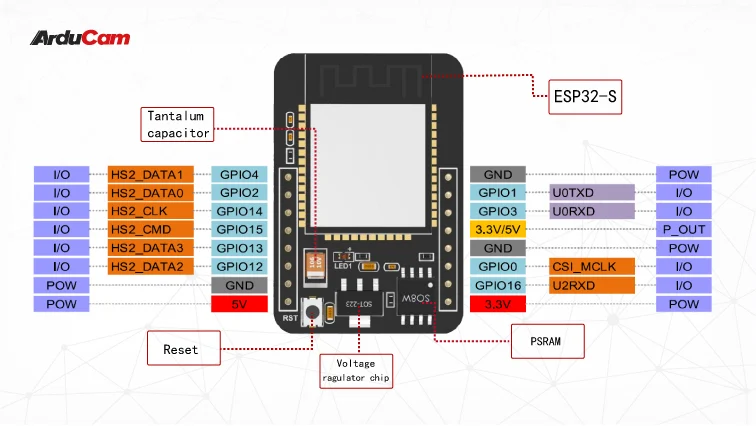 ArduCam
ESP32-S
Tantalum
capacitor
I/O HS2_DATA1 GPIO4
I/O HS2_DATA0 GPIO2
I/O HS2_CLK GPIO14
I/O HS2_CMD GPIO15
I/O HS2_DATA3 GPIO13
I/O HS2_DATA2 GPIO12
POW GND
POW 5V
GND POW
GPIO1 U0TXD I/O
GPIO3 U0RXD I/O
3.3V/5V P_OUT
GND POW
GPIO0 CSI_MCLK I/O
GPIO16 U2RXD I/O
3.3V POW
+
LED1
SOT-223
SO8W
RST
Reset
Voltage
ragulator chip
PSRAM